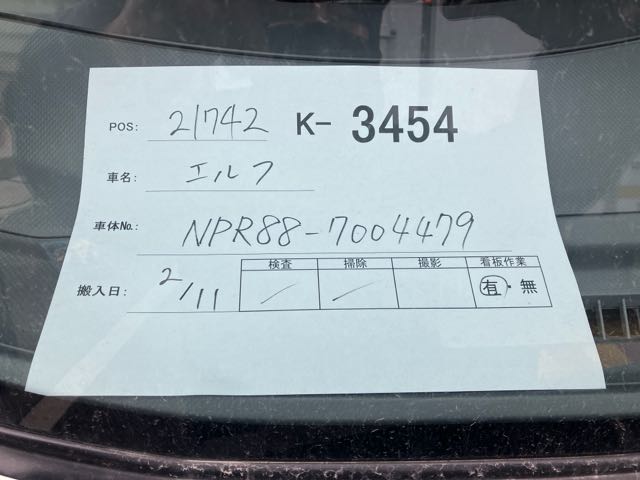 POS: 21742 K- 3454
車名: エルフ
車体No.: NPR88-7004479
検査 掃除 撮影 看板作業
搬入日: 2/11 / / 有・無